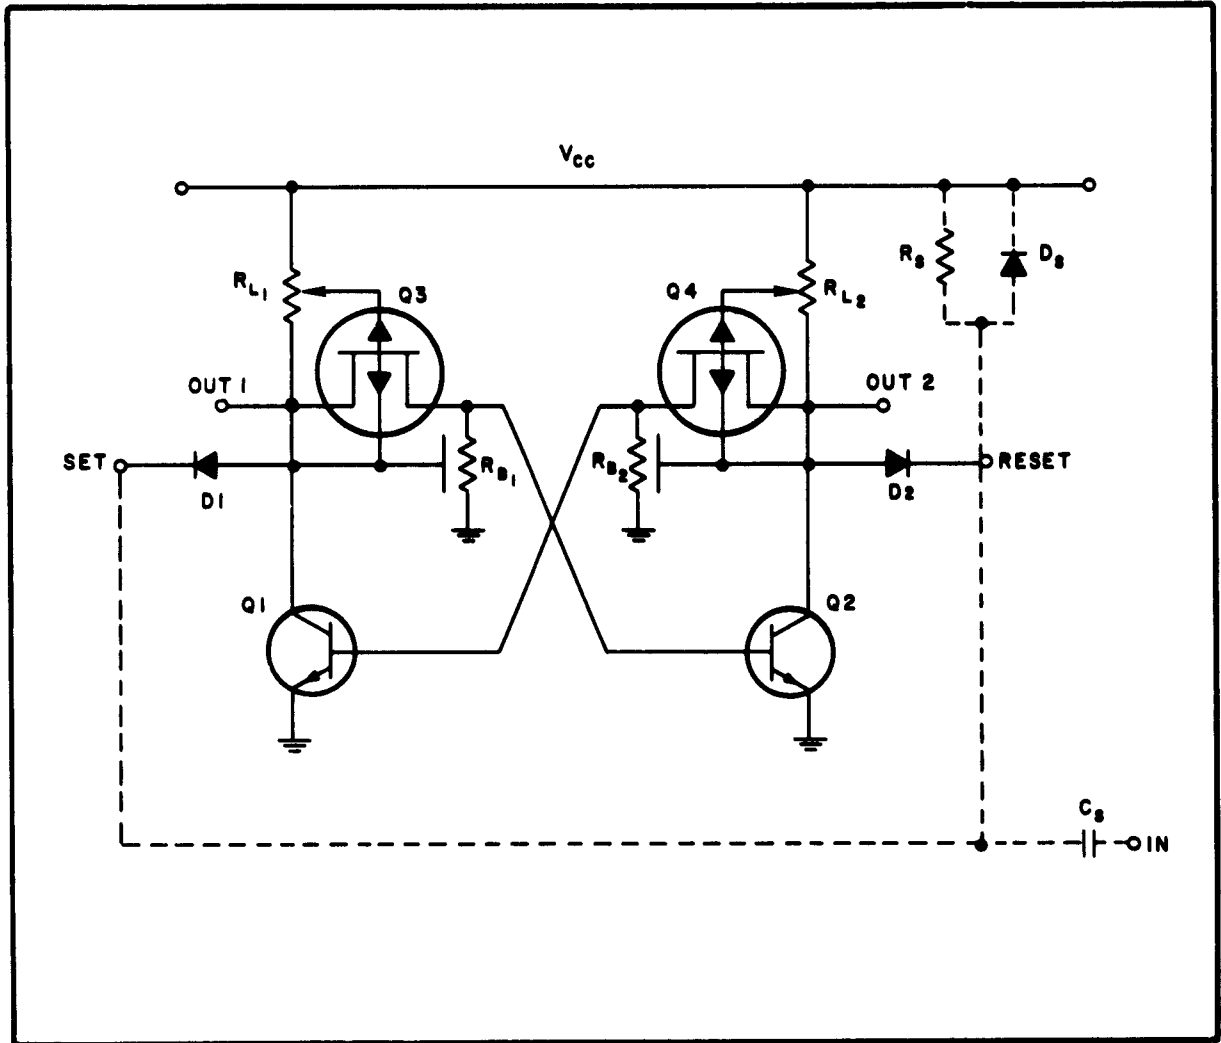 VCC
RS
DS
RL1
Q3
Q4
RL2
OUT 1
OUT 2
SET
D1
RB1
RB2
D2
RESET
Q1
Q2
CS
IN